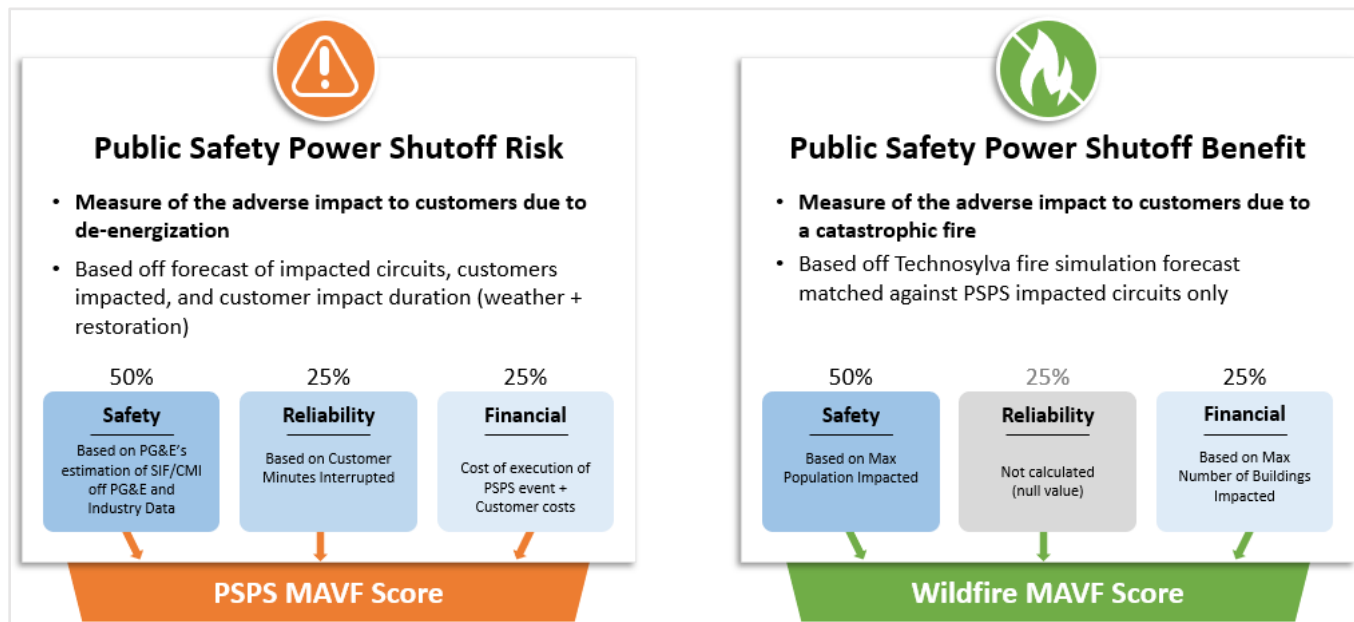 Public Safety Power Shutoff Risk
• Measure of the adverse impact to customers due to
de-energization
• Based off forecast of impacted circuits, customers
impacted, and customer impact duration (weather +
restoration)
50%
Safety
Based on PG&E's
estimation of SIF/CMI
off PG&E and
Industry Data
25%
Reliability
Based on Customer
Minutes Interrupted
25%
Financial
Cost of execution of
PSPS event +
Customer costs
PSPS MAVF Score
Public Safety Power Shutoff Benefit
• Measure of the adverse impact to customers due to
a catastrophic fire
• Based off Technosylva fire simulation forecast
matched against PSPS impacted circuits only
50%
Safety
Based on Max
Population Impacted
25%
Reliability
Not calculated
(null value)
25%
Financial
Based on Max
Number of Buildings
Impacted
Wildfire MAVF Score